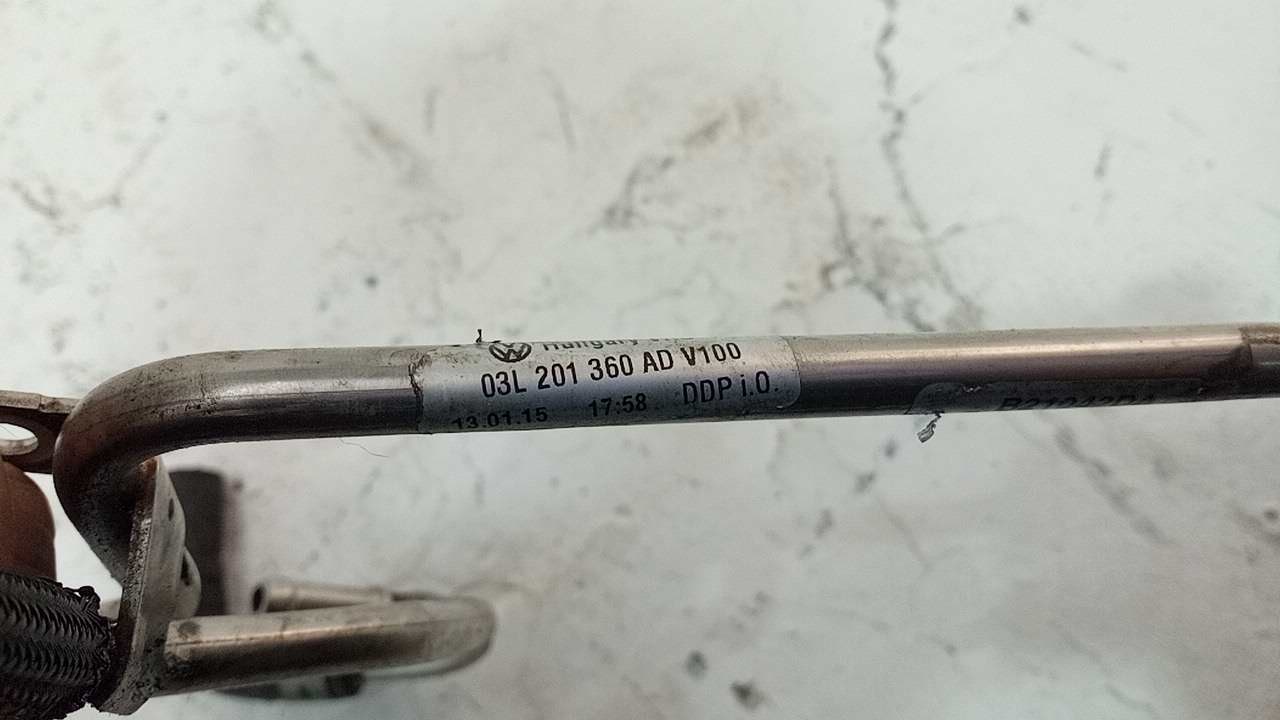 Hungary
03L 201 360 AD V100
13.01.15 17:58 DDP i.O.